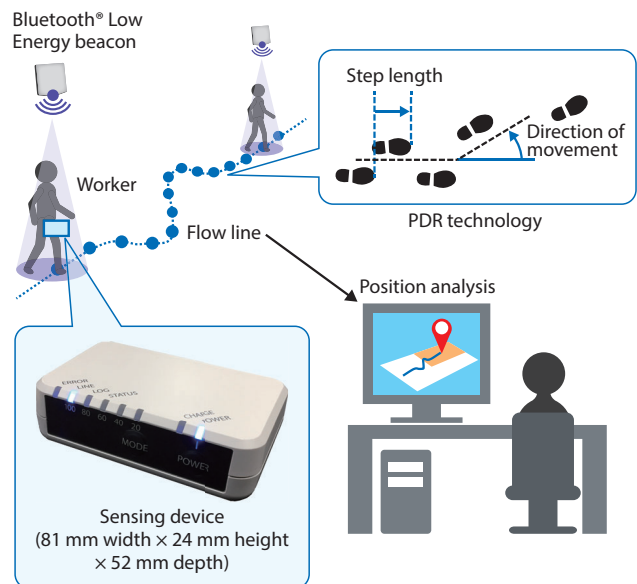 Bluetooth® Low
Energy beacon
Step length
Direction of
movement
Worker
PDR technology
Flow line
Position analysis
ERROR
LINE
LOG
STATUS
CHARGE
POWER
100 80 60 40 20
MODE
POWER
Sensing device
(81 mm width × 24 mm height
× 52 mm depth)